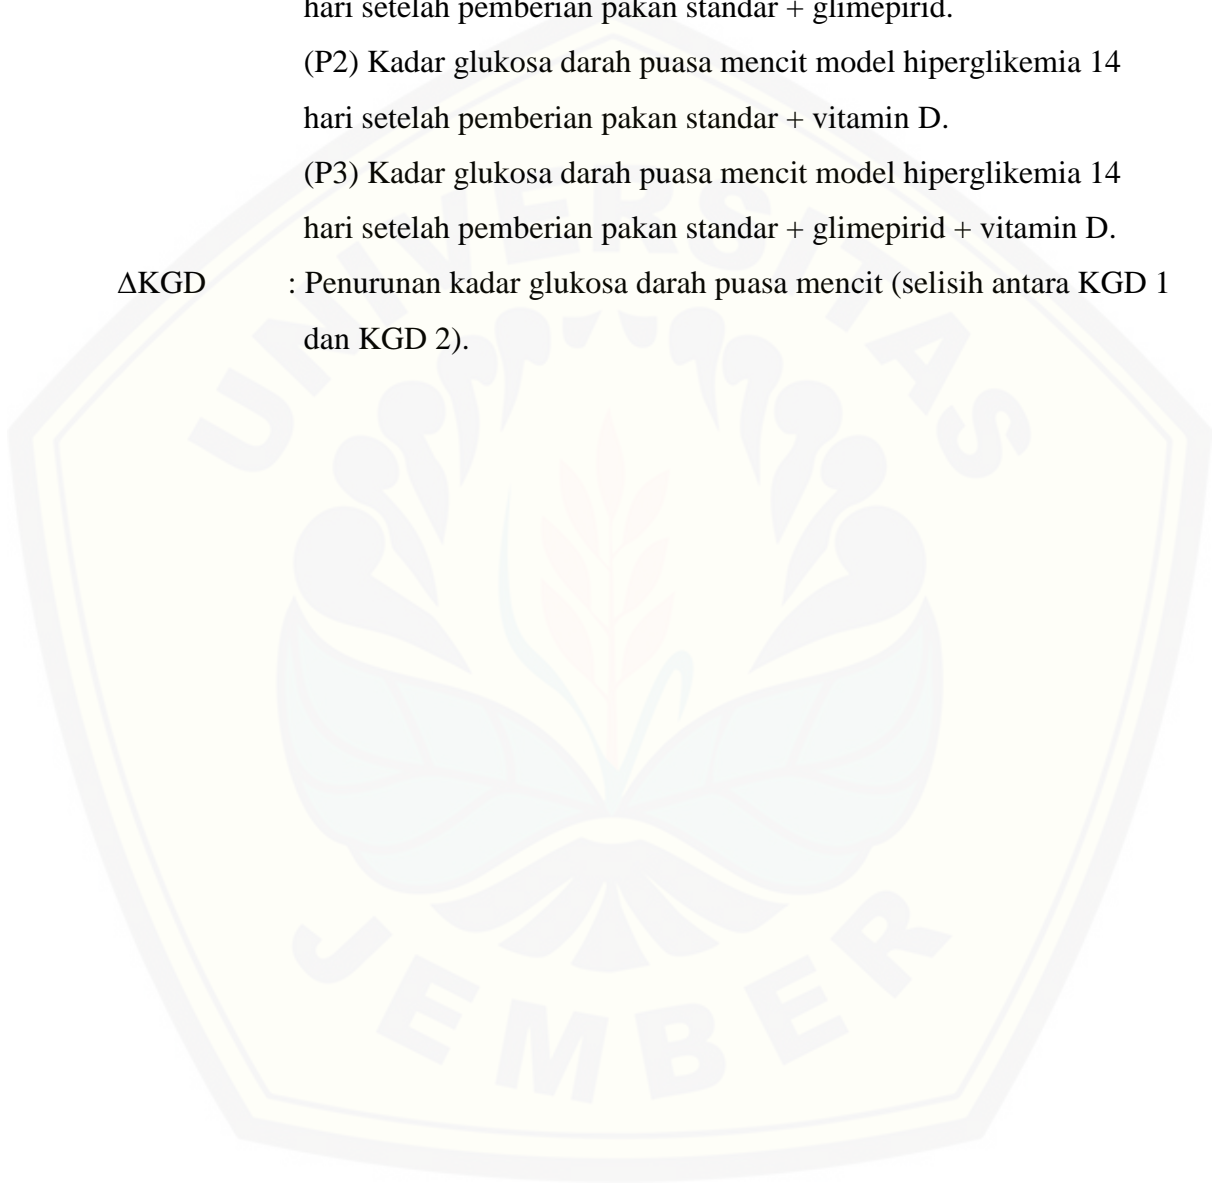 hari setelah pemberian pakan standar + glimepirid.
(P2) Kadar glukosa darah puasa mencit model hiperglikemia 14
hari setelah pemberian pakan standar + vitamin D.
(P3) Kadar glukosa darah puasa mencit model hiperglikemia 14
hari setelah pemberian pakan standar + glimepirid + vitamin D.
ΔKGD : Penurunan kadar glukosa darah puasa mencit (selisih antara KGD 1
dan KGD 2).
UNIVERSITAS
JEMBER